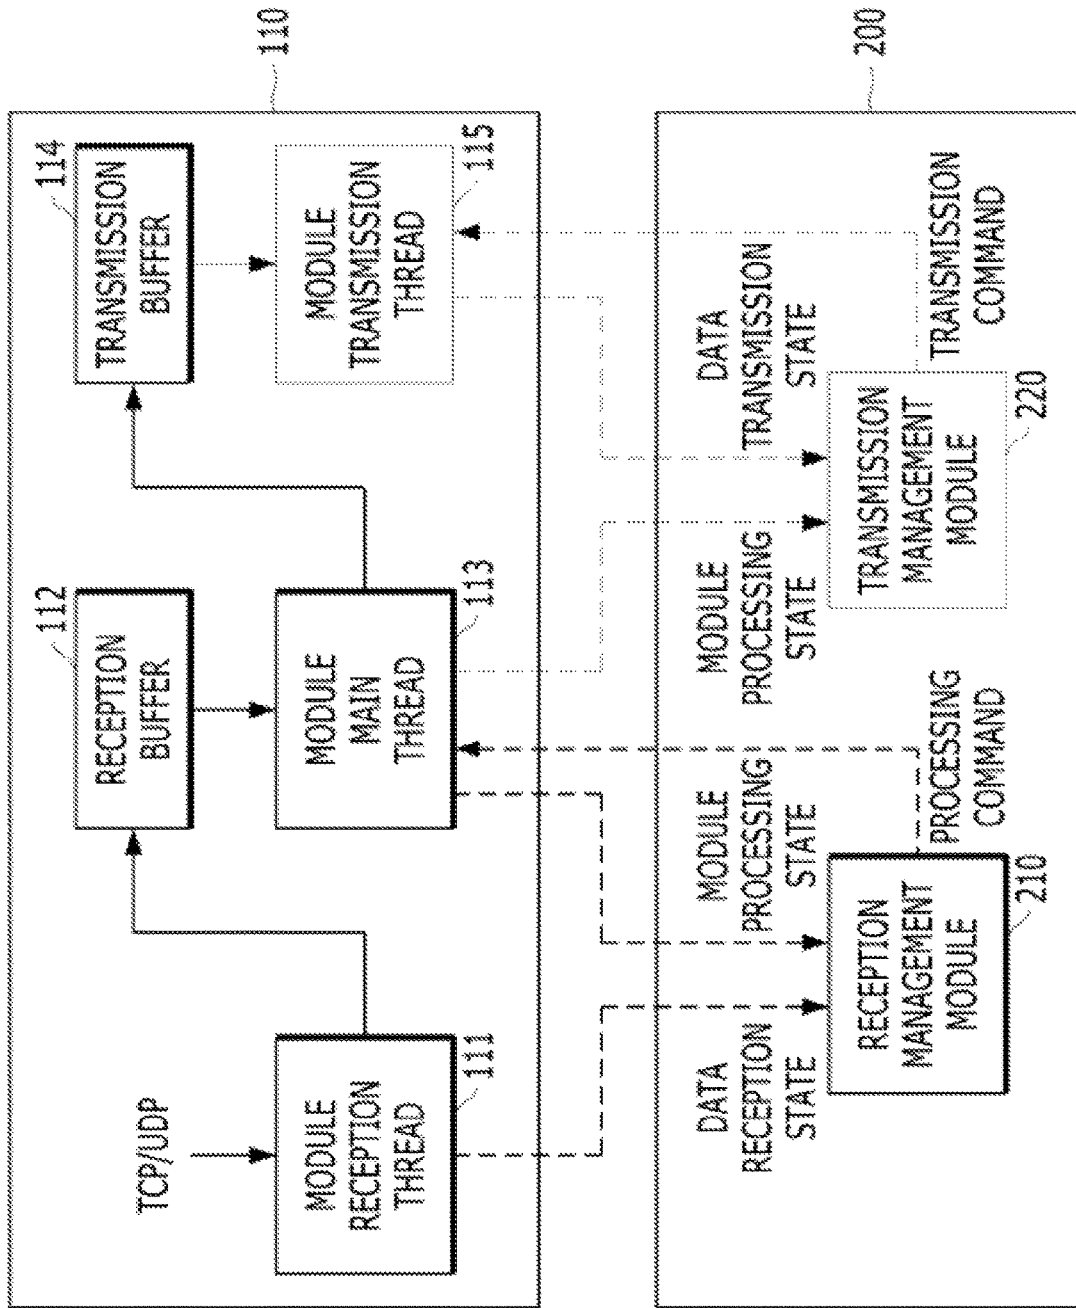 110
TCP/UDP
MODULE
RECEPTION
THREAD
111
RECEPTION
BUFFER
112
MODULE
MAIN
THREAD
113
TRANSMISSION
BUFFER
114
MODULE
TRANSMISSION
THREAD
115
200
DATA
RECEPTION
STATE
MODULE
PROCESSING
STATE
MODULE
PROCESSING
STATE
DATA
TRANSMISSION
STATE
RECEPTION
MANAGEMENT
MODULE
210
PROCESSING
COMMAND
TRANSMISSION
MANAGEMENT
MODULE
220
TRANSMISSION
COMMAND